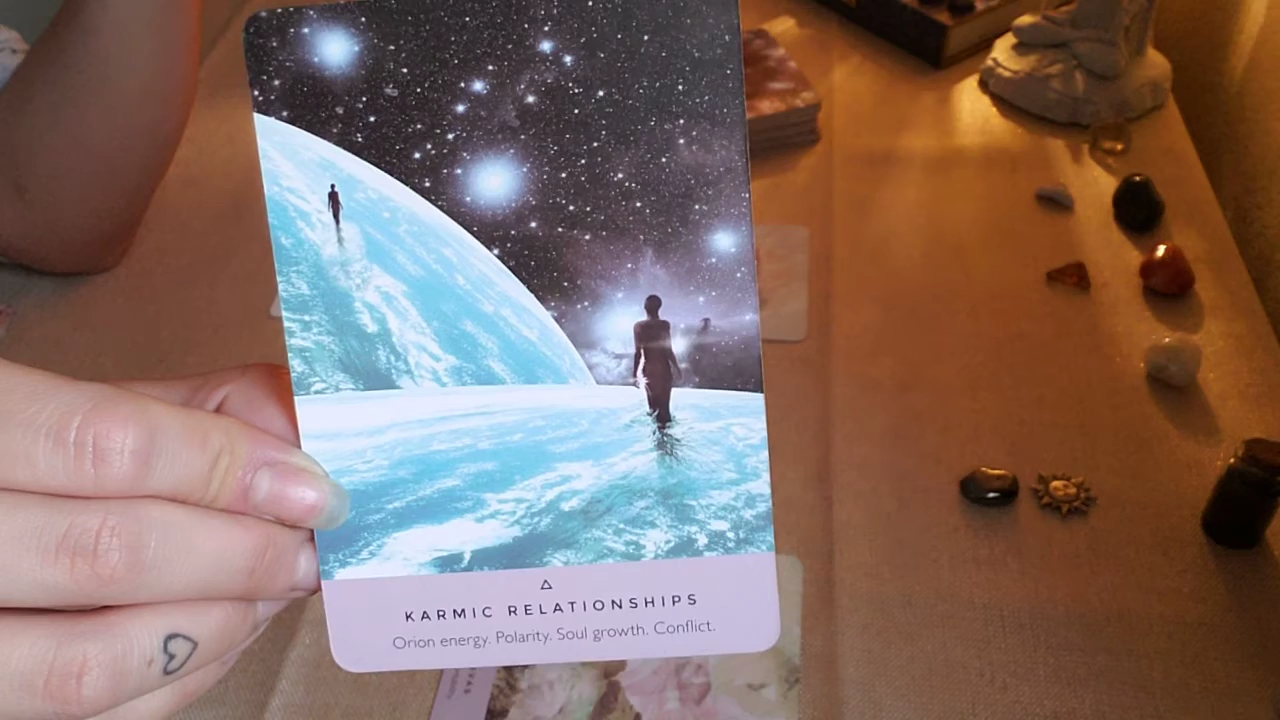 KARMIC RELATIONSHIPS
Orion energy. Polarity. Soul growth. Conflict.